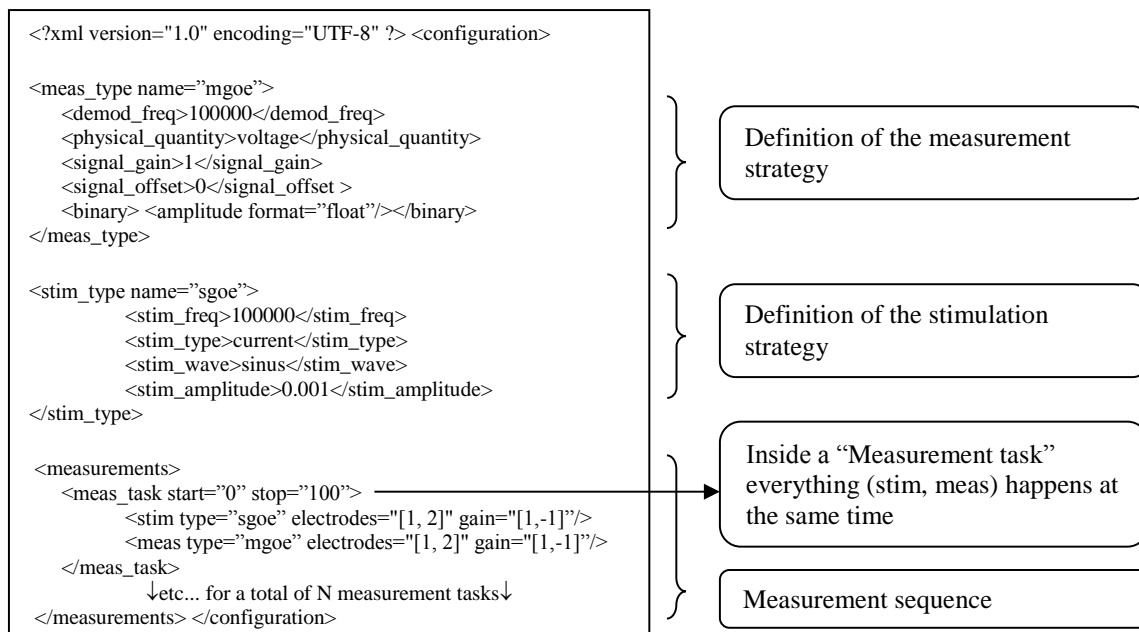 <?xml version="1.0" encoding="UTF-8" ?> <configuration>
<meas_type name=”mgoe”>
<demod_freq>100000</demod_freq>
<physical_quantity>voltage</physical_quantity>
<signal_gain>1</signal_gain>
<signal_offset>0</signal_offset >
<binary> <amplitude format=”float”/></binary>
</meas_type>
Definition of the measurement
strategy
<stim_type name=”sgoe”>
<stim_freq>100000</stim_freq>
<stim_type>current</stim_type>
<stim_wave>sinus</stim_wave>
<stim_amplitude>0.001</stim_amplitude>
</stim_type>
Definition of the stimulation
strategy
<measurements>
<meas_task start=”0” stop=”100”>
<stim type=”sgoe” electrodes="[1, 2]" gain="[1,-1]”/>
<meas type=”mgoe” electrodes="[1, 2]" gain="[1,-1]”/>
</meas_task>
↓etc... for a total of N measurement tasks↓
</measurements> </configuration>
Inside a “Measurement task”
everything (stim, meas) happens at
the same time
Measurement sequence